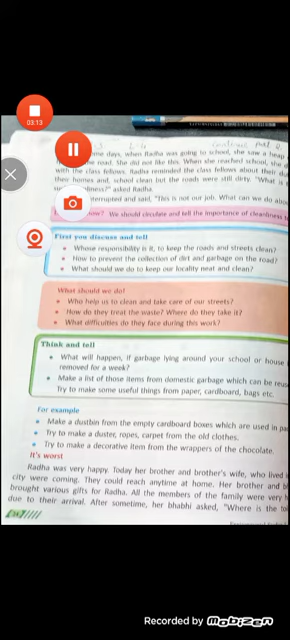 03:13
3 2-6
some days, when Radha was going to school, she saw a heap
the road. She did not like this. When she reached school, she
with the class fellows. Radha reminded the class fellows about their
their homes and, school clean but the roads were still dirty. "What is
asked Radha.
interrupted and said, "This is not our job. What can we do
We should circulate and tell the importance of cleanliness
First you discuss and tell
• Whose responsibility is it, to keep the roads and streets clean?
• How to prevent the collection of dirt and garbage on the road?
• What should we do to keep our locality neat and clean?
What should we do!
• Who help us to clean and take care of our streets?
• How do they treat the waste? Where do they take it?
• What difficulties do they face during this work?
Think and tell
• What will happen, if garbage lying around your school or house
removed for a week?
• Make a list of those items from domestic garbage which can be
Try to make some useful things from paper, cardboard, bags etc.
For example
• Make a dustbin from the empty cardboard boxes which are used in
• Try to make a duster, ropes, carpet from the old clothes.
• Try to make a decorative item from the wrappers of the chocolate.
It's worst
Radha was very happy. Today her brother and brother's wife, who lived
city were coming. They could reach anytime at home. Her brother and
brought various gifts for Radha. All the members of the family were very
due to their arrival. After sometime, her bhabhi asked, "Where is the
Recorded by mobizen